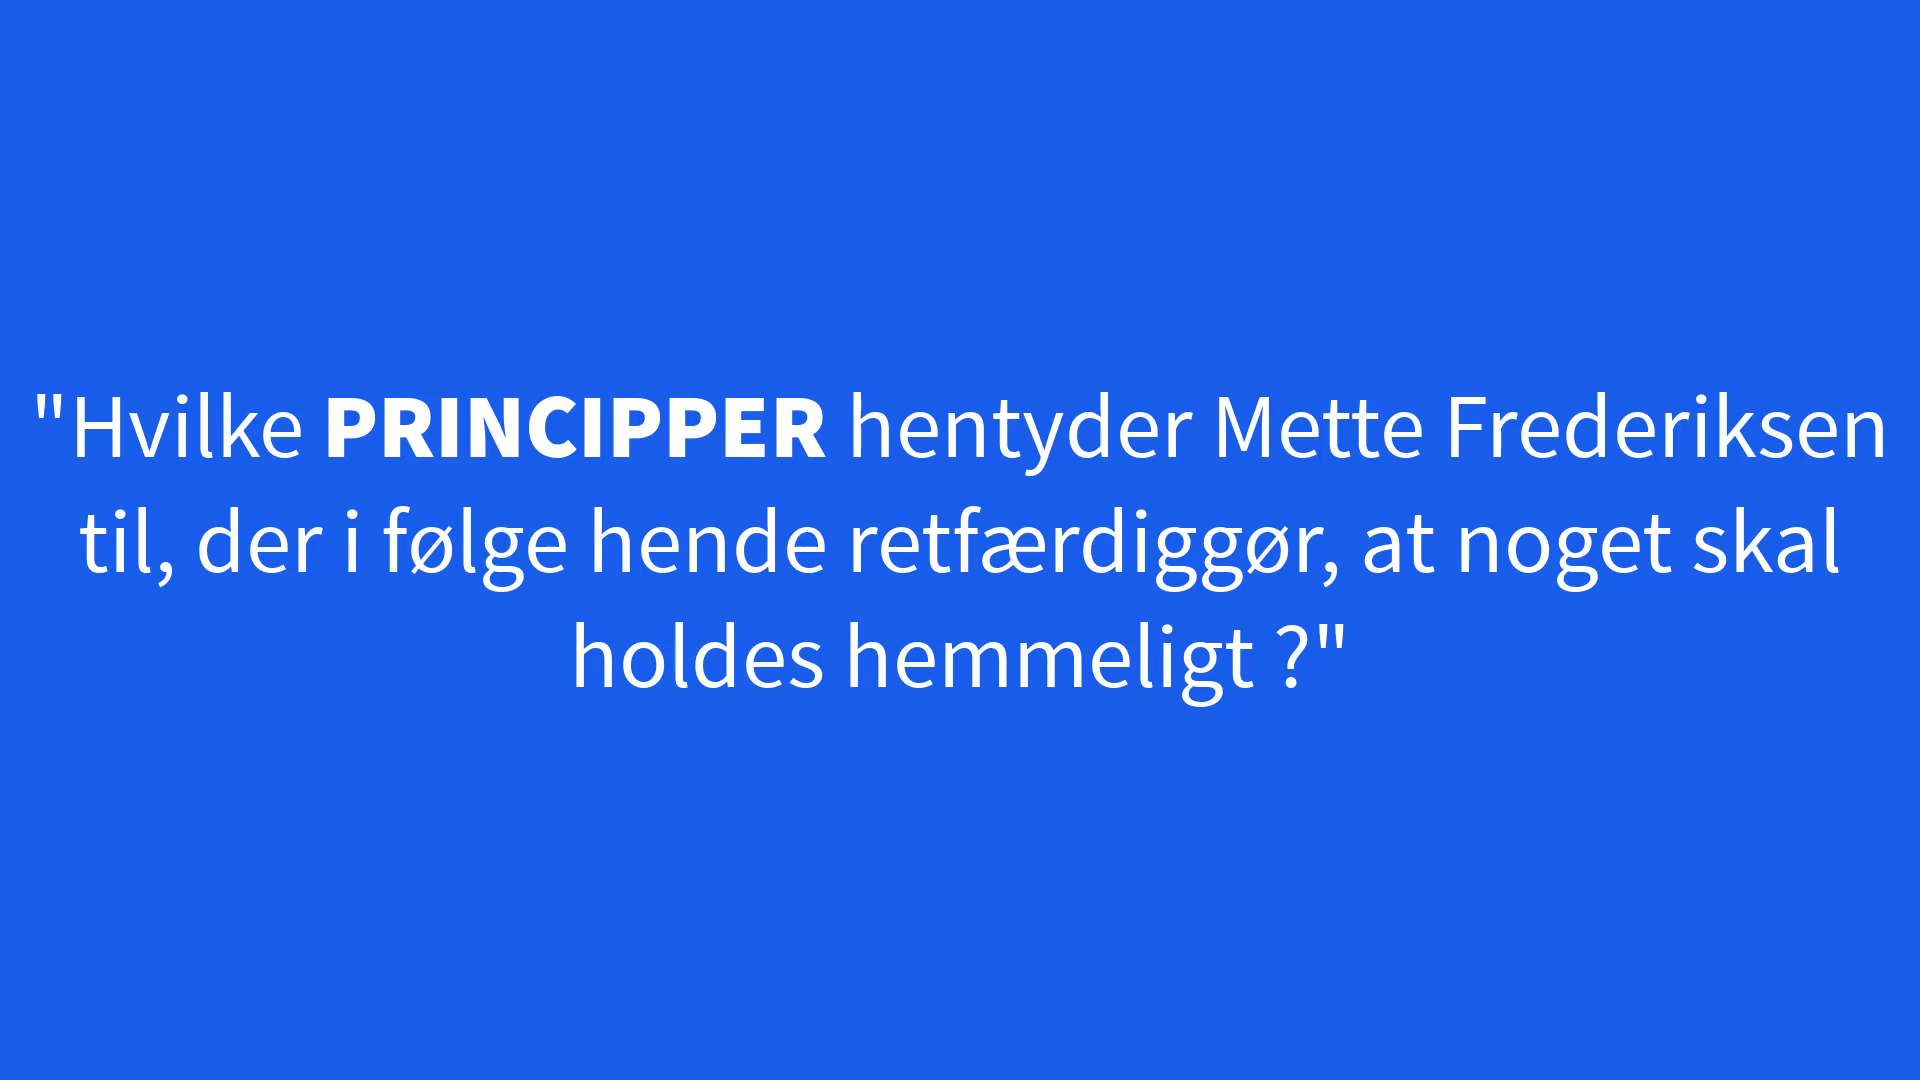 "Hvilke PRINCIPPER hentyder Mette Frederiksen
til, der i følge hende retfærdiggør, at noget skal
holdes hemmeligt ?"